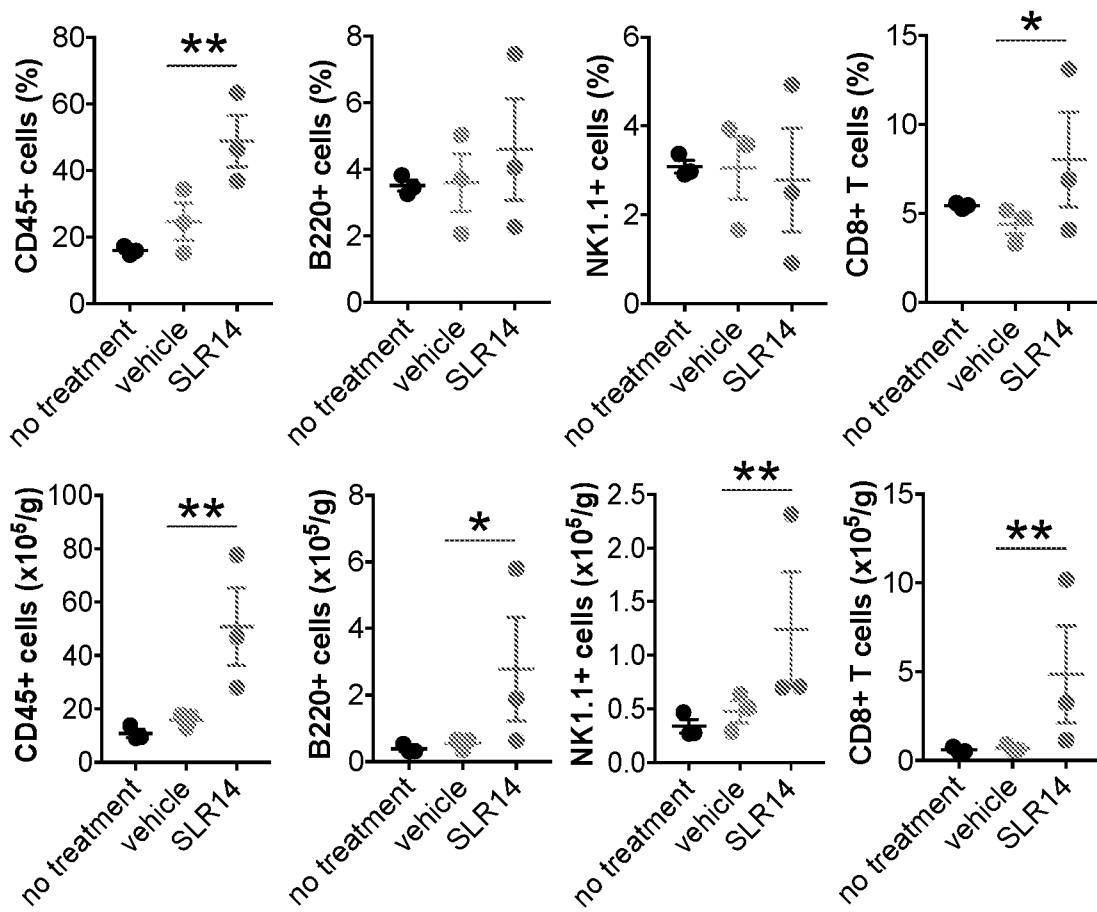 CD45+ cells (%)
80
60
40
20
0
**
no treatment
vehicle
SLR14
B220+ cells (%)
8
6
4
2
0
no treatment
vehicle
SLR14
NK1.1+ cells (%)
6
4
2
0
no treatment
vehicle
SLR14
CD8+ T cells (%)
15
10
5
0
*
no treatment
vehicle
SLR14
CD45+ cells (x10⁵/g)
100
80
60
40
20
0
**
no treatment
vehicle
SLR14
B220+ cells (x10⁵/g)
8
6
4
2
0
*
no treatment
vehicle
SLR14
NK1.1+ cells (x10⁵/g)
2.5
2.0
1.5
1.0
0.5
0.0
**
no treatment
vehicle
SLR14
CD8+ T cells (x10⁵/g)
15
10
5
0
**
no treatment
vehicle
SLR14